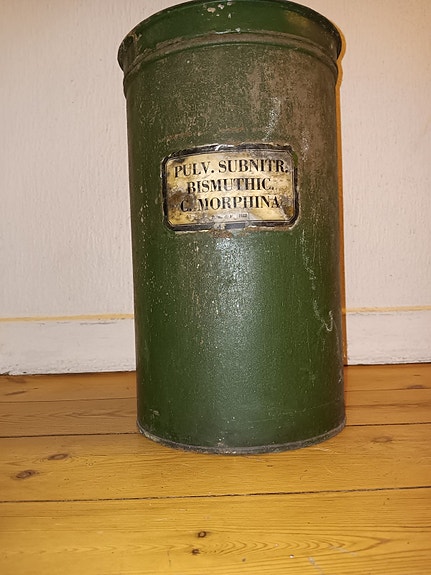 PULV. SUBNITR.
BISMUTHIC.
C. MORPHINA.